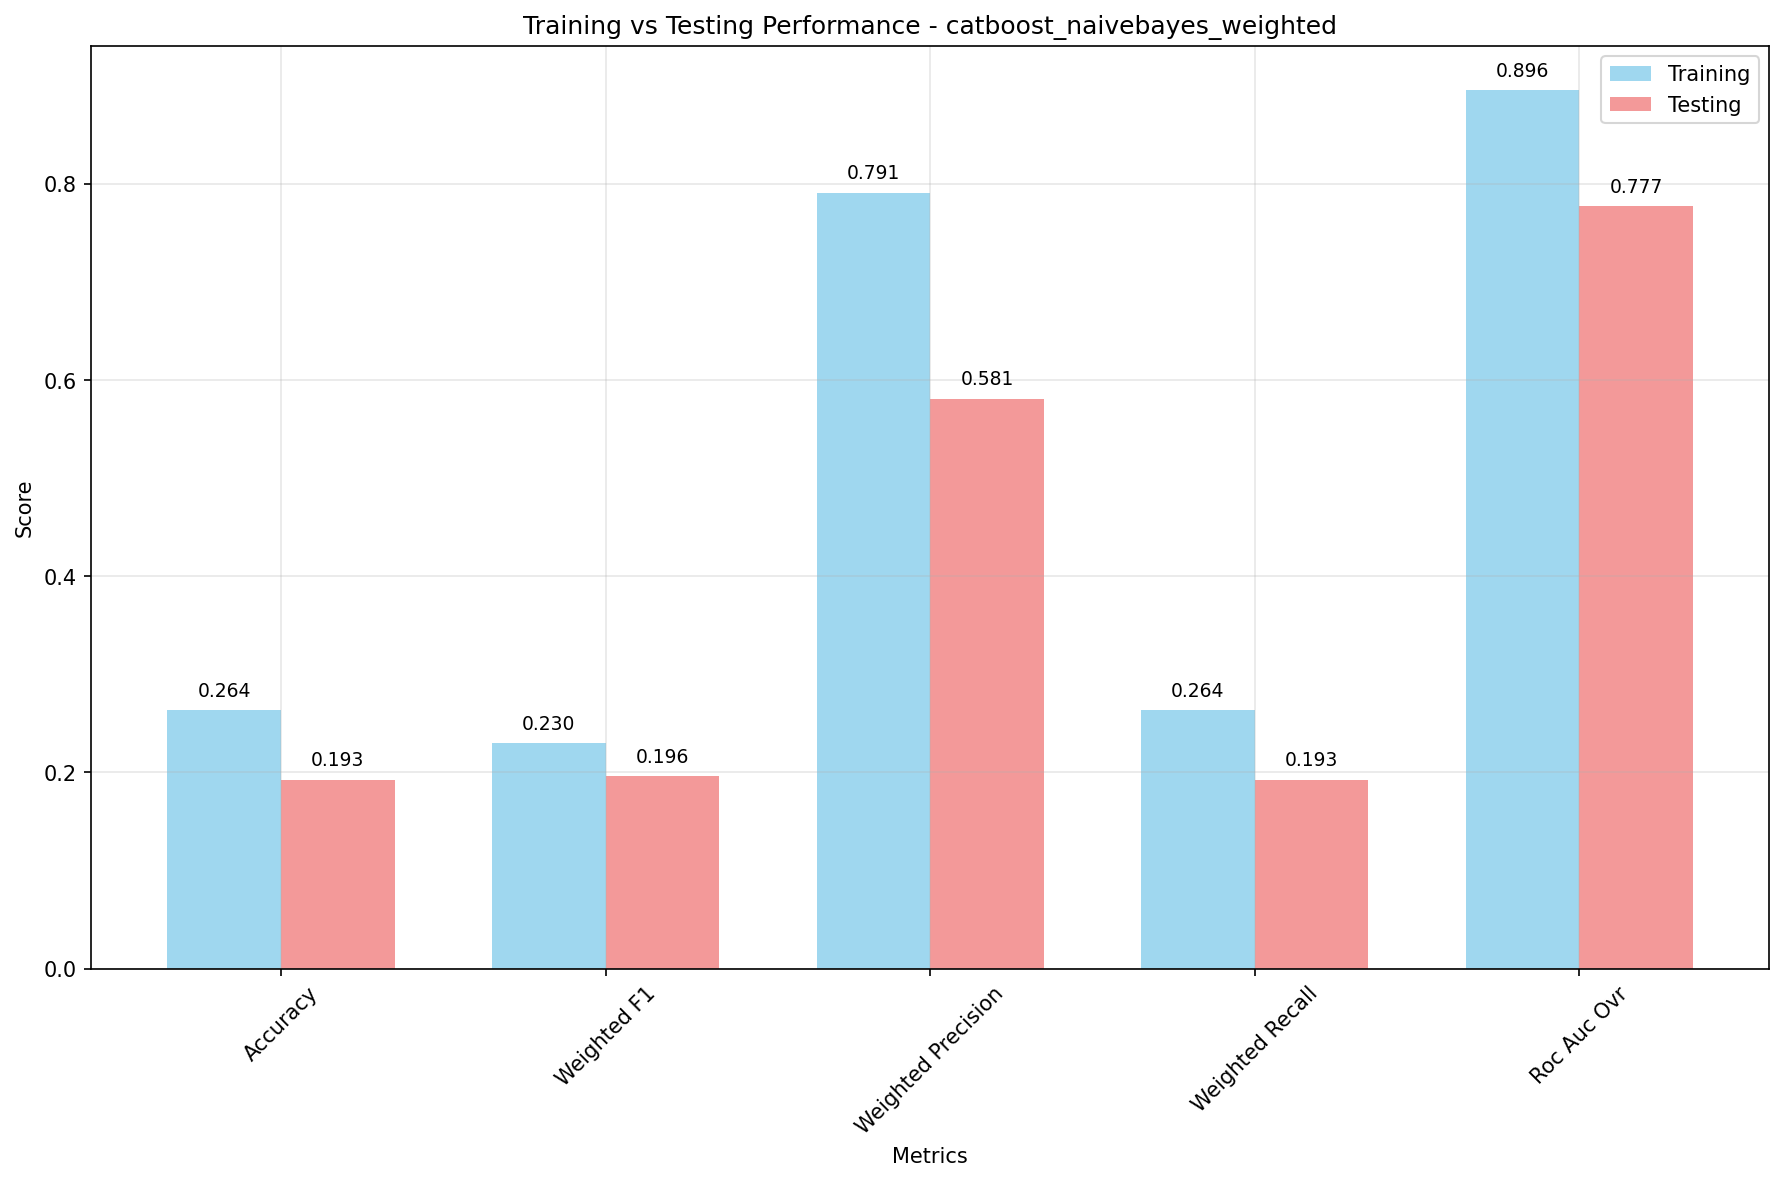 Training vs Testing Performance - catboost_naivebayes_weighted
Training
Testing
Score
0.8
0.6
0.4
0.2
0.0
0.264
0.193
0.230
0.196
0.791
0.581
0.264
0.193
0.896
0.777
Accuracy
Weighted F1
Weighted Precision
Weighted Recall
Roc Auc Ovr
Metrics